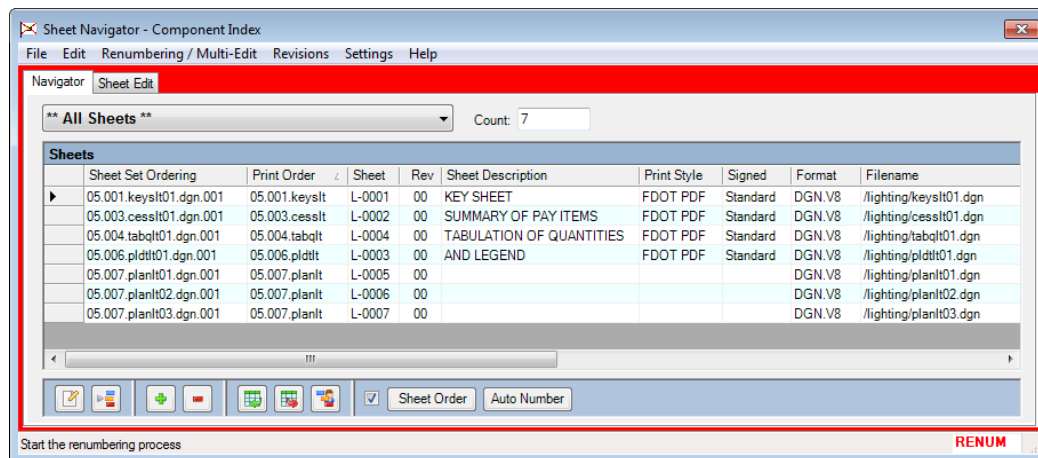 Sheet Navigator - Component Index
File Edit Renumbering / Multi-Edit Revisions Settings Help
Navigator Sheet Edit
** All Sheets ** Count: 7
Sheets
Sheet Set Ordering Print Order Sheet Rev Sheet Description Print Style Signed Format Filename
05.001.keyslt01.dgn.001 05.001.keyslt L-0001 00 KEY SHEET FDOT PDF Standard DGN.V8 /lighting/keyslt01.dgn
05.003.cesslt01.dgn.001 05.003.cesslt L-0002 00 SUMMARY OF PAY ITEMS FDOT PDF Standard DGN.V8 /lighting/cesslt01.dgn
05.004.tabqlt01.dgn.001 05.004.tabqlt L-0004 00 TABULATION OF QUANTITIES FDOT PDF Standard DGN.V8 /lighting/tabqlt01.dgn
05.006.pldtlt01.dgn.001 05.006.pldtlt L-0003 00 AND LEGEND FDOT PDF Standard DGN.V8 /lighting/pldtlt01.dgn
05.007.planlt01.dgn.001 05.007.planlt L-0005 00 DGN.V8 /lighting/planlt01.dgn
05.007.planlt02.dgn.001 05.007.planlt L-0006 00 DGN.V8 /lighting/planlt02.dgn
05.007.planlt03.dgn.001 05.007.planlt L-0007 00 DGN.V8 /lighting/planlt03.dgn
Sheet Order Auto Number
Start the renumbering process RENUM